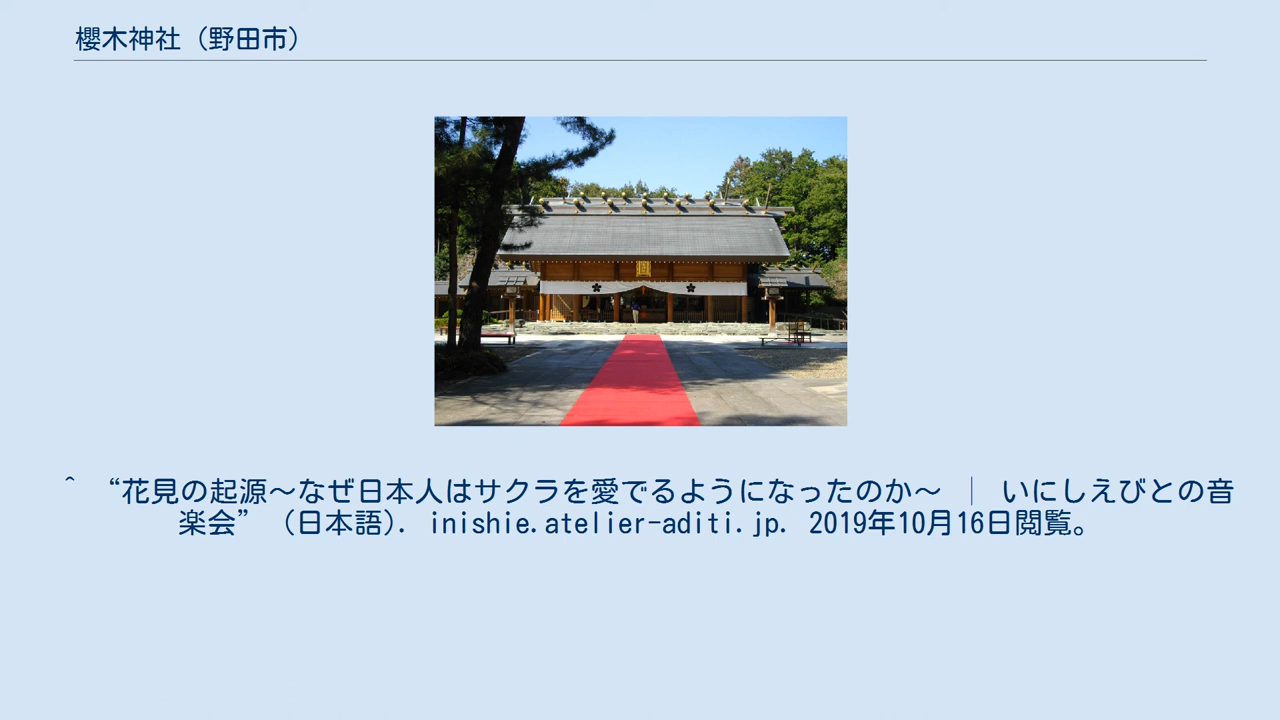 櫻木神社（野田市）
^ “花見の起源〜なぜ日本人はサクラを愛でるようになったのか〜 ｜ いにしえびとの音
楽会” （日本語）. inishie.atelier-aditi.jp. 2019年10月16日閲覧。